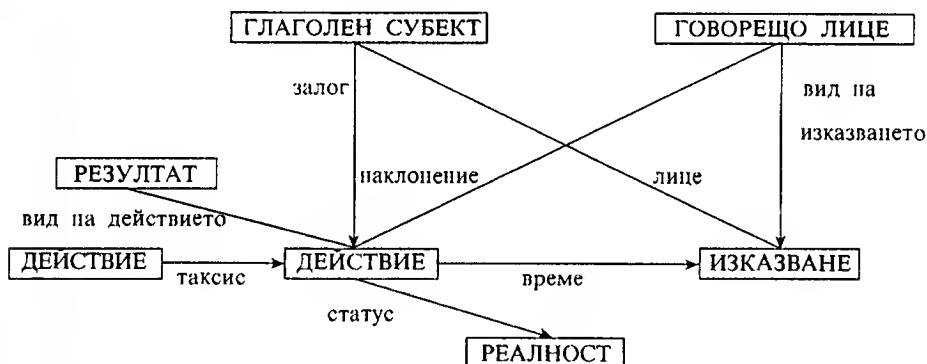 ГЛАГОЛЕН СУБЕКТ ГОВОРЕЩО ЛИЦЕ
залог вид на
изказването
РЕЗУЛТАТ наклонение лице
вид на действието
ДЕЙСТВИЕ ДЕЙСТВИЕ ИЗКАЗВАНЕ
таксис време
статус
РЕАЛНОСТ